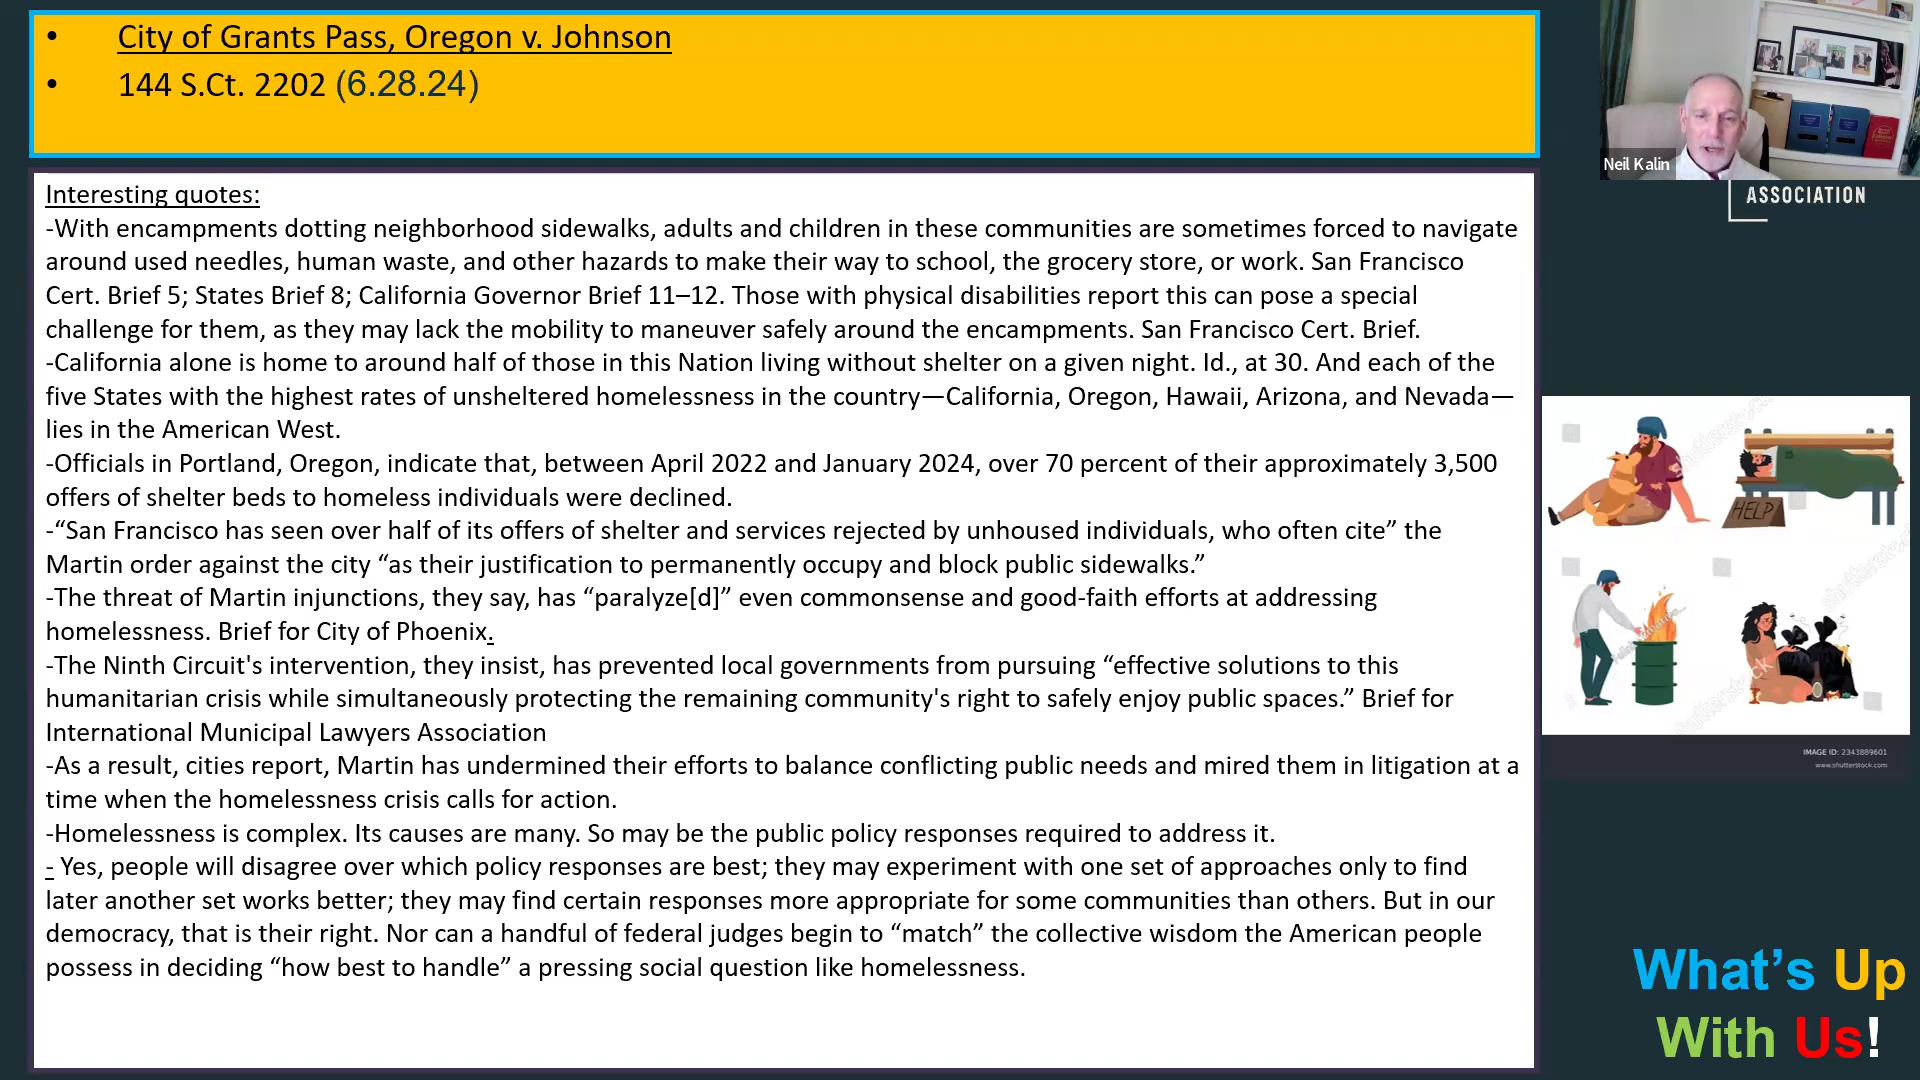 • City of Grants Pass, Oregon v. Johnson
• 144 S.Ct. 2202 (6.28.24)
Neil Kalin
ASSOCIATION
Interesting quotes:
-With encampments dotting neighborhood sidewalks, adults and children in these communities are sometimes forced to navigate
around used needles, human waste, and other hazards to make their way to school, the grocery store, or work. San Francisco
Cert. Brief 5; States Brief 8; California Governor Brief 11–12. Those with physical disabilities report this can pose a special
challenge for them, as they may lack the mobility to maneuver safely around the encampments. San Francisco Cert. Brief.
-California alone is home to around half of those in this Nation living without shelter on a given night. Id., at 30. And each of the
five States with the highest rates of unsheltered homelessness in the country—California, Oregon, Hawaii, Arizona, and Nevada—
lies in the American West.
-Officials in Portland, Oregon, indicate that, between April 2022 and January 2024, over 70 percent of their approximately 3,500
offers of shelter beds to homeless individuals were declined.
-“San Francisco has seen over half of its offers of shelter and services rejected by unhoused individuals, who often cite” the
Martin order against the city “as their justification to permanently occupy and block public sidewalks.”
-The threat of Martin injunctions, they say, has “paralyze[d]” even commonsense and good-faith efforts at addressing
homelessness. Brief for City of Phoenix.
-The Ninth Circuit's intervention, they insist, has prevented local governments from pursuing “effective solutions to this
humanitarian crisis while simultaneously protecting the remaining community's right to safely enjoy public spaces.” Brief for
International Municipal Lawyers Association
-As a result, cities report, Martin has undermined their efforts to balance conflicting public needs and mired them in litigation at a
time when the homelessness crisis calls for action.
-Homelessness is complex. Its causes are many. So may be the public policy responses required to address it.
- Yes, people will disagree over which policy responses are best; they may experiment with one set of approaches only to find
later another set works better; they may find certain responses more appropriate for some communities than others. But in our
democracy, that is their right. Nor can a handful of federal judges begin to “match” the collective wisdom the American people
possess in deciding “how best to handle” a pressing social question like homelessness.
HELP
IMAGE ID: 2343889601
www.shutterstock.com
What’s Up
With Us!